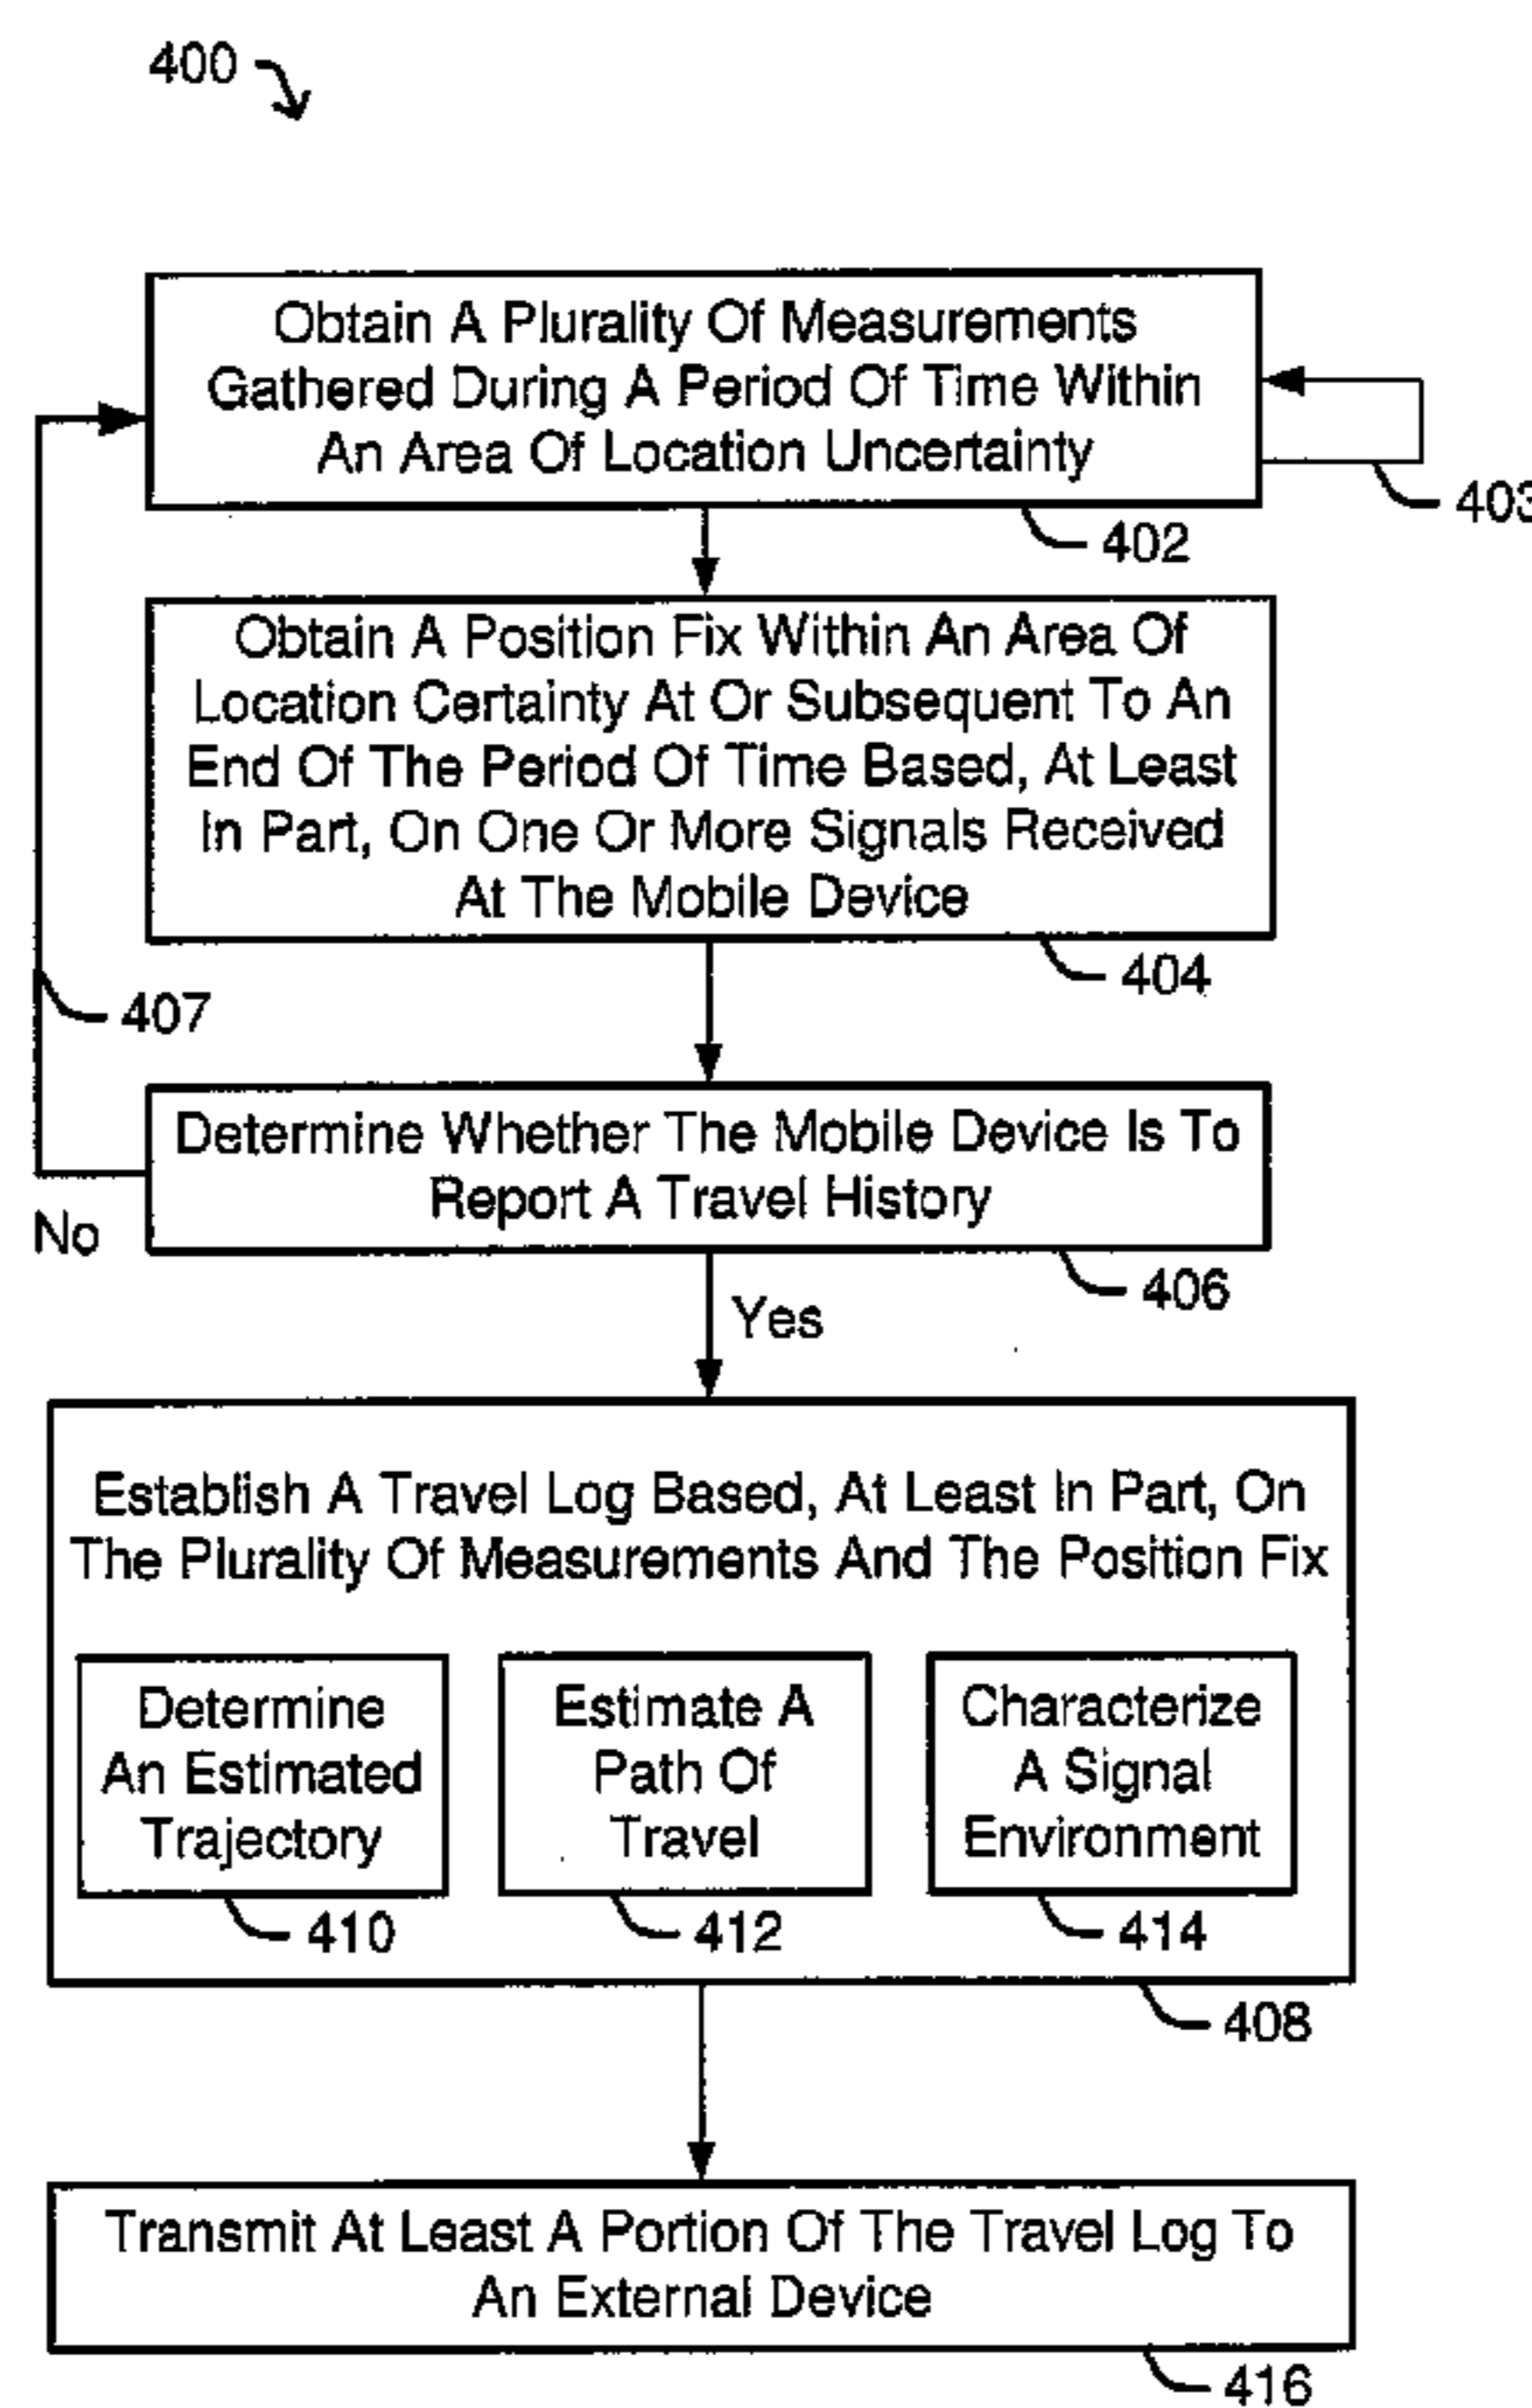 400
Obtain A Plurality Of Measurements
Gathered During A Period Of Time Within
An Area Of Location Uncertainty
403
402
Obtain A Position Fix Within An Area Of
Location Certainty At Or Subsequent To An
End Of The Period Of Time Based, At Least
In Part, On One Or More Signals Received
At The Mobile Device
404
407
Determine Whether The Mobile Device Is To
Report A Travel History
No
406
Yes
Establish A Travel Log Based, At Least In Part, On
The Plurality Of Measurements And The Position Fix
Determine
An Estimated
Trajectory
410
Estimate A
Path Of
Travel
412
Characterize
A Signal
Environment
414
408
Transmit At Least A Portion Of The Travel Log To
An External Device
416